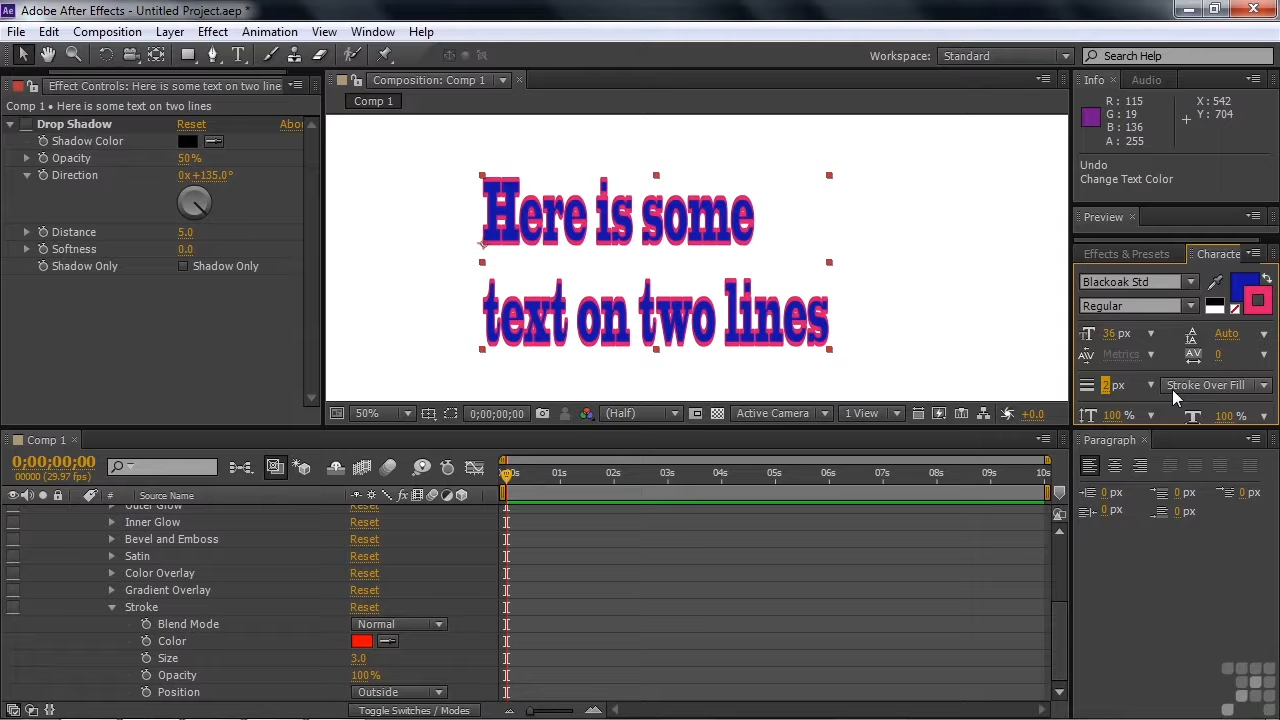 Adobe After Effects - Untitled Project.aep *
File Edit Composition Layer Effect Animation View Window Help
Workspace: Standard Search Help
Effect Controls: Here is some text on two line
Comp 1 • Here is some text on two lines
Drop Shadow Reset Abou
Shadow Color
Opacity 50%
Direction 0x+135.0°
Distance 5.0
Softness 0.0
Shadow Only Shadow Only
Composition: Comp 1
Comp 1
Here is some
text on two lines
50% 0;00;00;00 (Half) Active Camera 1 View +0.0
Info Audio
R: 115 X: 542
G: 19 Y: 704
B: 136
A: 255
Undo
Change Text Color
Preview
Effects & Presets Characte
Blackoak Std
Regular
36 px Auto
Metrics 0
2 px Stroke Over Fill
100 % 100 %
Paragraph
0 px 0 px 0 px
0 px 0 px
Comp 1
0;00;00;00
00000 (29.97 fps)
# Source Name
00s 01s 02s 03s 04s 05s 06s 07s 08s 09s 10s
Outer Glow Reset
Inner Glow Reset
Bevel and Emboss Reset
Satin Reset
Color Overlay Reset
Gradient Overlay Reset
Stroke Reset
Blend Mode Normal
Color
Size 3.0
Opacity 100%
Position Outside
Toggle Switches / Modes